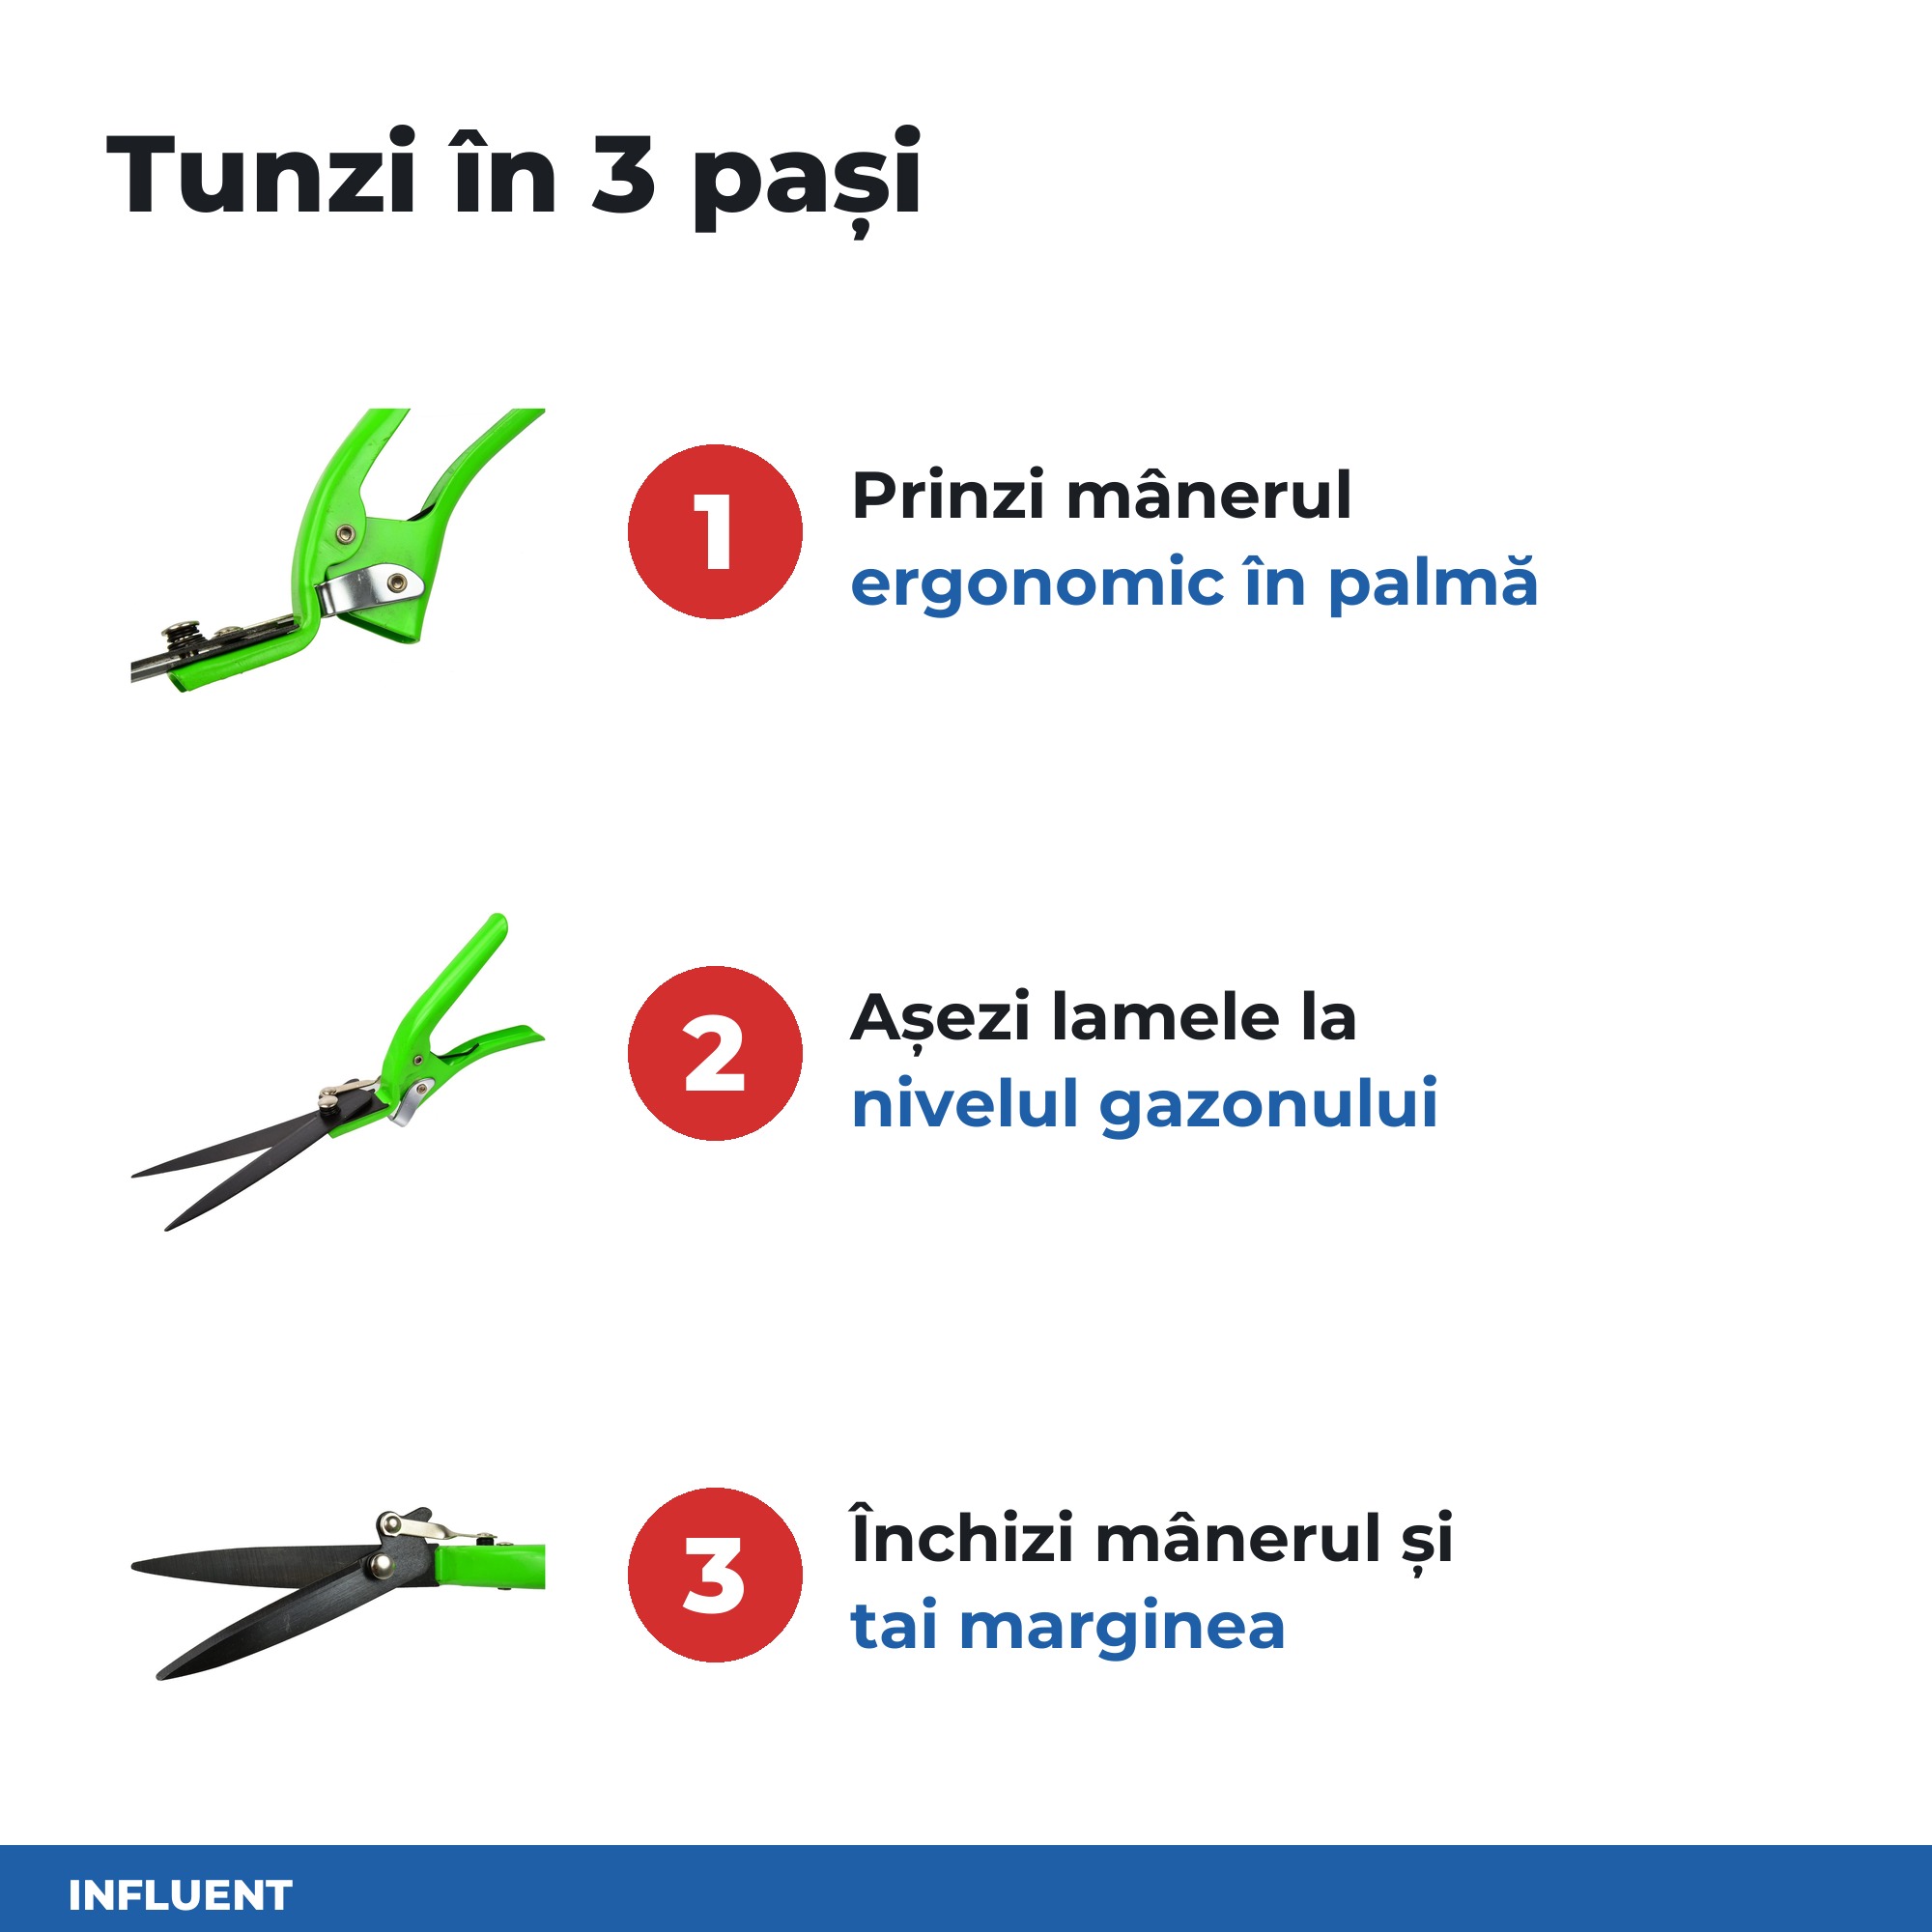 Tunzi în 3 pași
1
Prinzi mânerul
ergonomic în palmă
2
Așezi lamele la
nivelul gazonului
3
Închizi mânerul și
tai marginea
INFLUENT